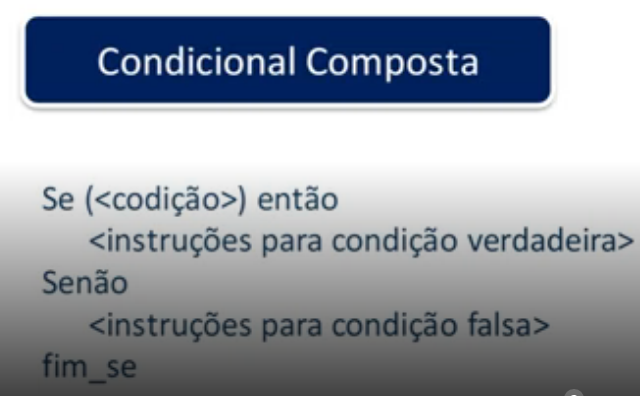 Condicional Composta
Se (<codição>) então
<instruções para condição verdadeira>
Senão
<instruções para condição falsa>
fim_se